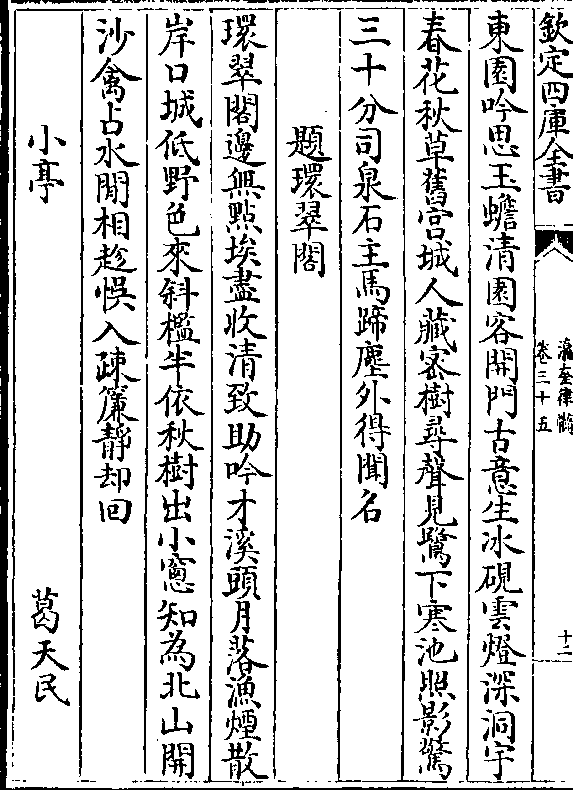 欽定四庫全書
瀛奎律髓
卷三十五
十二
東園吟思玉蟾清園客開門古意生冰硯雲燈深洞宇
春花秋草舊宮城人藏密樹尋聲見鷺下寒池照影驚
三十分司泉石主馬蹄塵外得聞名
題環翠閣
環翠閣邊無點埃盡收清致助吟才溪頭月落漁煙散
岸口城低野色來斜檻半依秋樹出小窻知為北山開
沙禽占水閒相趁悞入疎簾靜却回
小亭 葛天民